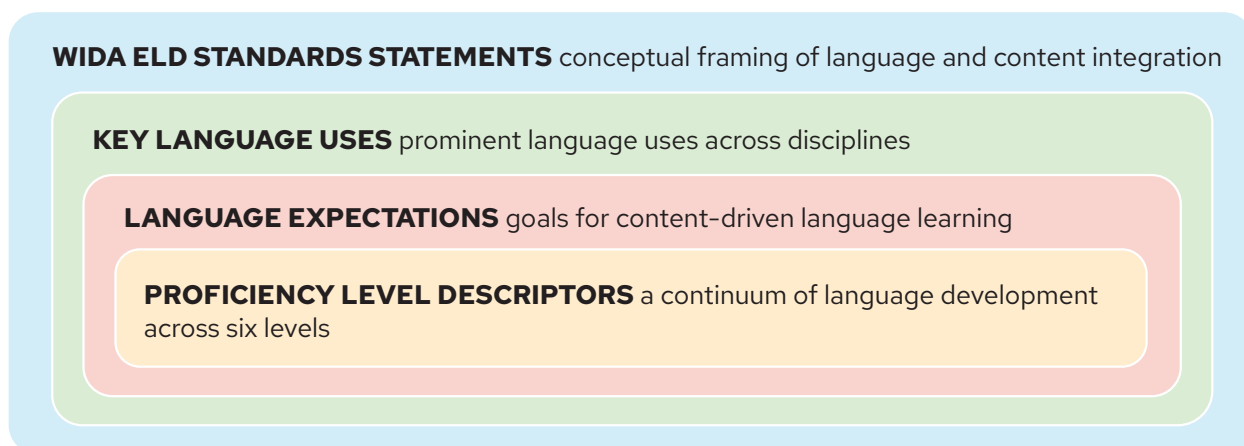 WIDA ELD STANDARDS STATEMENTS conceptual framing of language and content integration
KEY LANGUAGE USES prominent language uses across disciplines
LANGUAGE EXPECTATIONS goals for content-driven language learning
PROFICIENCY LEVEL DESCRIPTORS a continuum of language development
across six levels